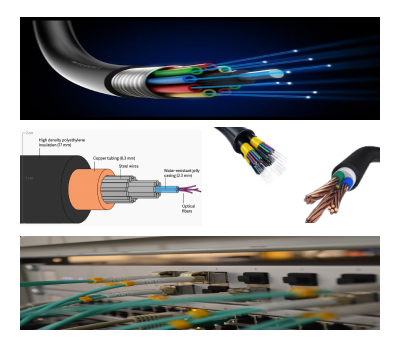 High density polyethylene
insulation (17 mm)
Copper tubing (8.3 mm)
Steel wires
Water-resistant jelly
casing (2.3 mm)
Optical
fibers